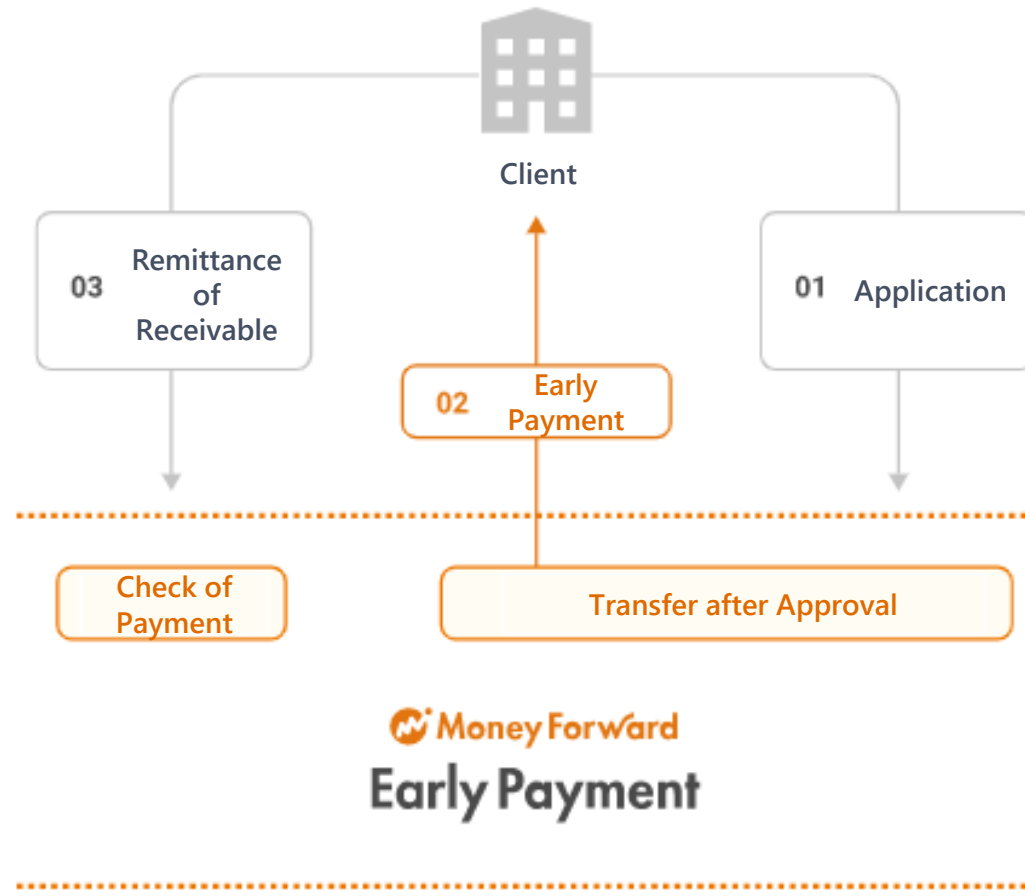 Client
03
Remittance
of
Receivable
01
Application
02
Early
Payment
Check of
Payment
Transfer after Approval
Money Forward
Early Payment